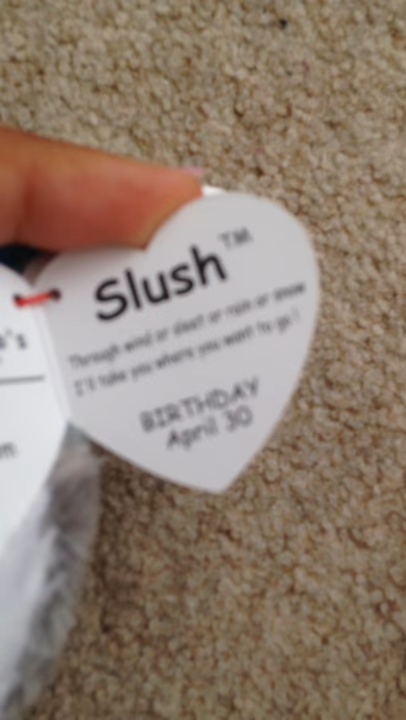 Slush™
Through wind or sleet or rain or snow
I'll take you where you want to go!
BIRTHDAY
April 30